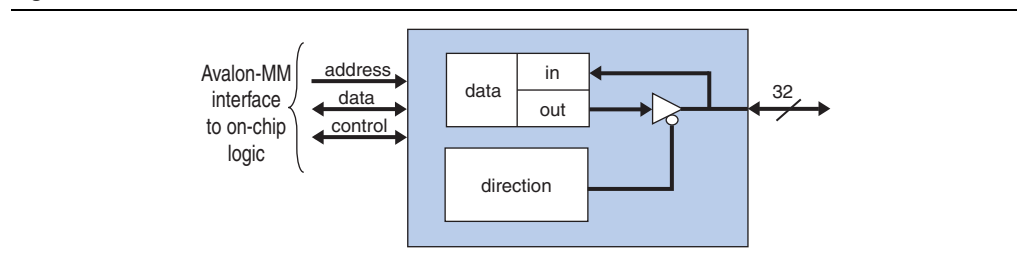 Avalon-MM
interface
to on-chip
logic
address
data
control
data
in
out
direction
32